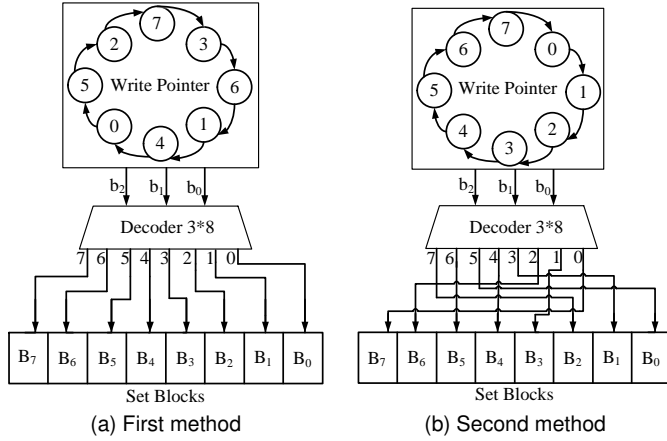 7
2 3
5 Write Pointer 6
0 1
4
b2 b1 b0
Decoder 3*8
7 6 5 4 3 2 1 0
B7 B6 B5 B4 B3 B2 B1 B0
Set Blocks
(a) First method
7
6 0
5 Write Pointer 1
4 2
3
b2 b1 b0
Decoder 3*8
7 6 5 4 3 2 1 0
B7 B6 B5 B4 B3 B2 B1 B0
Set Blocks
(b) Second method